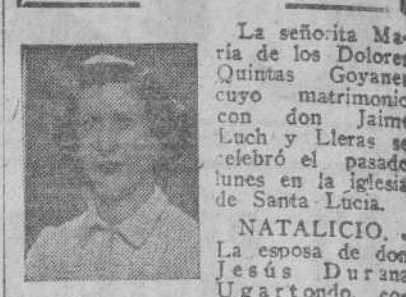 La señorita Ma-
ría de los Dolores
Quintas Goyanes
cuyo matrimonio
con don Jaime
Luch y Lleras se
celebró el pasado
lunes en la iglesia
de Santa Lucía.
NATALICIO. .
La esposa de don
Jesús Durana
Ugartondo, co-